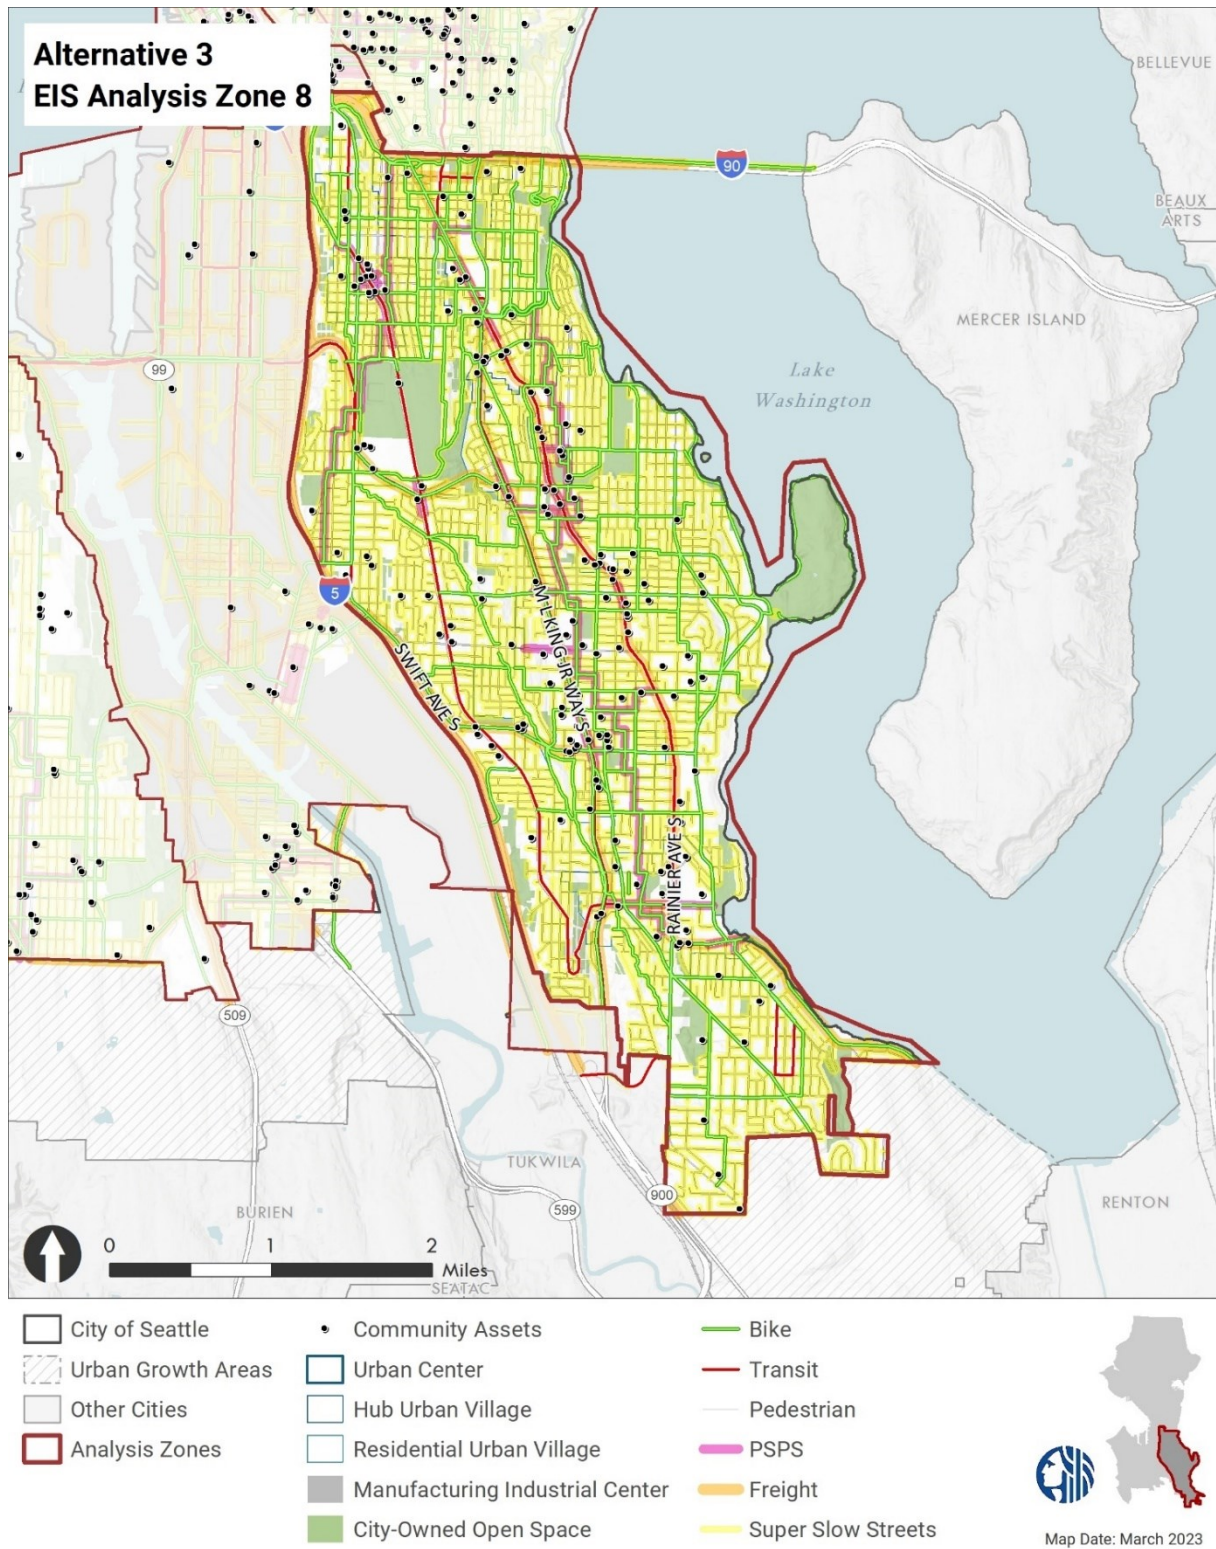 Alternative 3
EIS Analysis Zone 8
BELLEVUE
90
BEAUX
ARTS
MERCER ISLAND
99
Lake
Washington
5
M L KING JR WAY S
SWIFT AVE S
RAINIER AVE S
509
TUKWILA
900
599
BURIEN
RENTON
0 1 2
Miles
SEATAC
City of Seattle
Urban Growth Areas
Other Cities
Analysis Zones
Community Assets
Urban Center
Hub Urban Village
Residential Urban Village
Manufacturing Industrial Center
City-Owned Open Space
Bike
Transit
Pedestrian
PSPS
Freight
Super Slow Streets
Map Date: March 2023